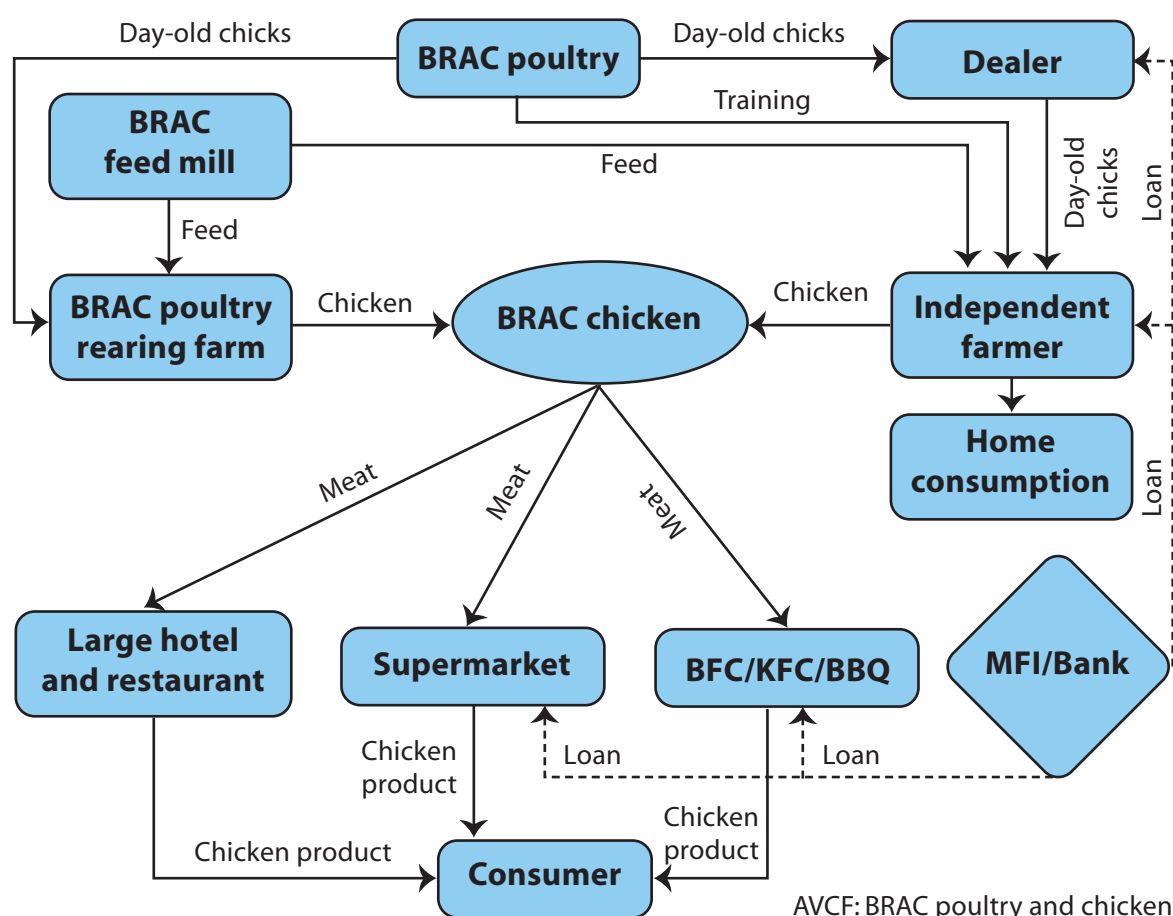 Day-old chicks
BRAC poultry
Day-old chicks
Dealer
Training
BRAC
feed mill
Feed
Day-old
chicks
Loan
Feed
BRAC poultry
rearing farm
Chicken
BRAC chicken
Chicken
Independent
farmer
Home
consumption
Loan
Meat
Meat
Meat
Large hotel
and restaurant
Supermarket
BFC/KFC/BBQ
MFI/Bank
Chicken
product
Loan
Loan
Chicken
product
Chicken product
Consumer
AVCF: BRAC poultry and chicken